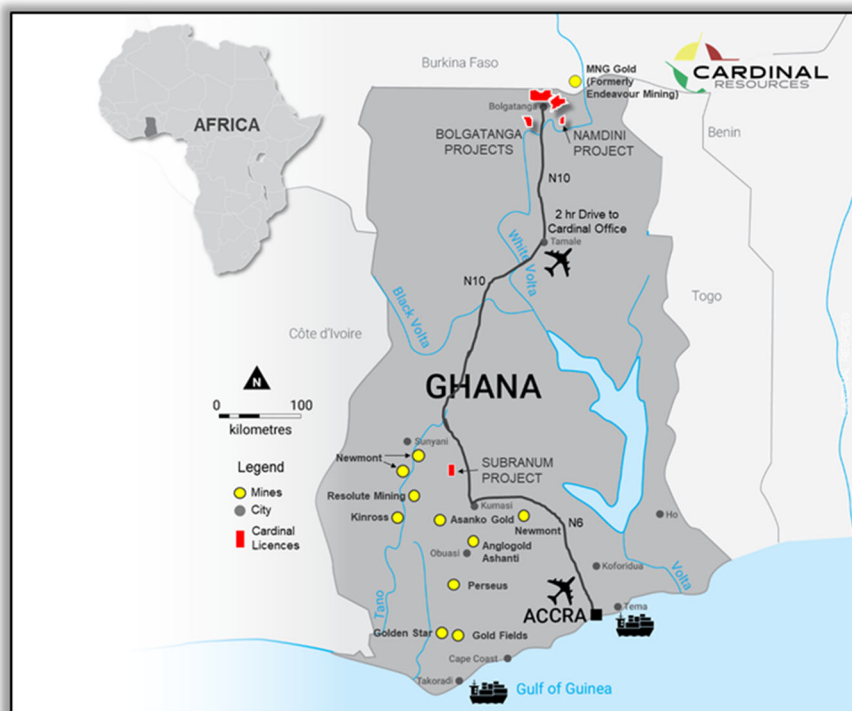 Burkina Faso
MNG Gold
(Formerly
Endeavour Mining)
CARDINAL
RESOURCES
AFRICA
Bolgatanga
BOLGATANGA
PROJECTS
NAMDINI
PROJECT
Benin
N10
2 hr Drive to
Cardinal Office
Tamale
White Volta
N10
Black Volta
Togo
Côte d'Ivoire
N
GHANA
0 100
kilometres
Sunyani
Newmont
SUBRANUM
PROJECT
Legend
Mines
City
Cardinal
Licences
Resolute Mining
Kumasi
Kinross
Asanko Gold
Newmont
N6
Ho
Anglogold
Ashanti
Obuasi
Koforidua
Volta
Perseus
Tano
ACCRA
Tema
Golden Star
Gold Fields
Cape Coast
Takoradi
Gulf of Guinea